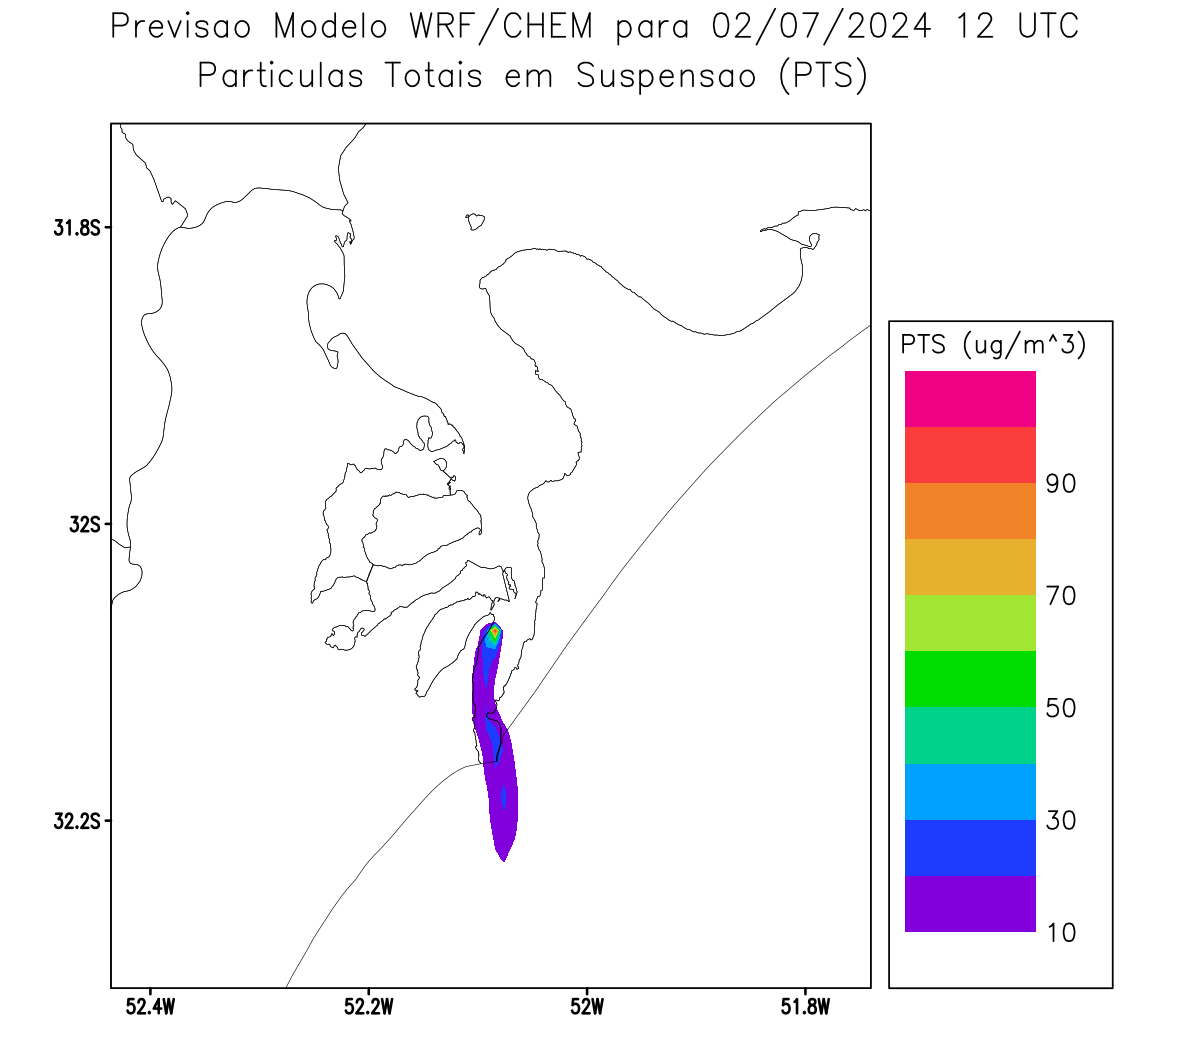 Previsao Modelo WRF/CHEM para 02/07/2024 12 UTC
Particulas Totais em Suspensao (PTS)
31.8S
32S
32.2S
52.4W
52.2W
52W
51.8W
PTS (ug/m^3)
90
70
50
30
10